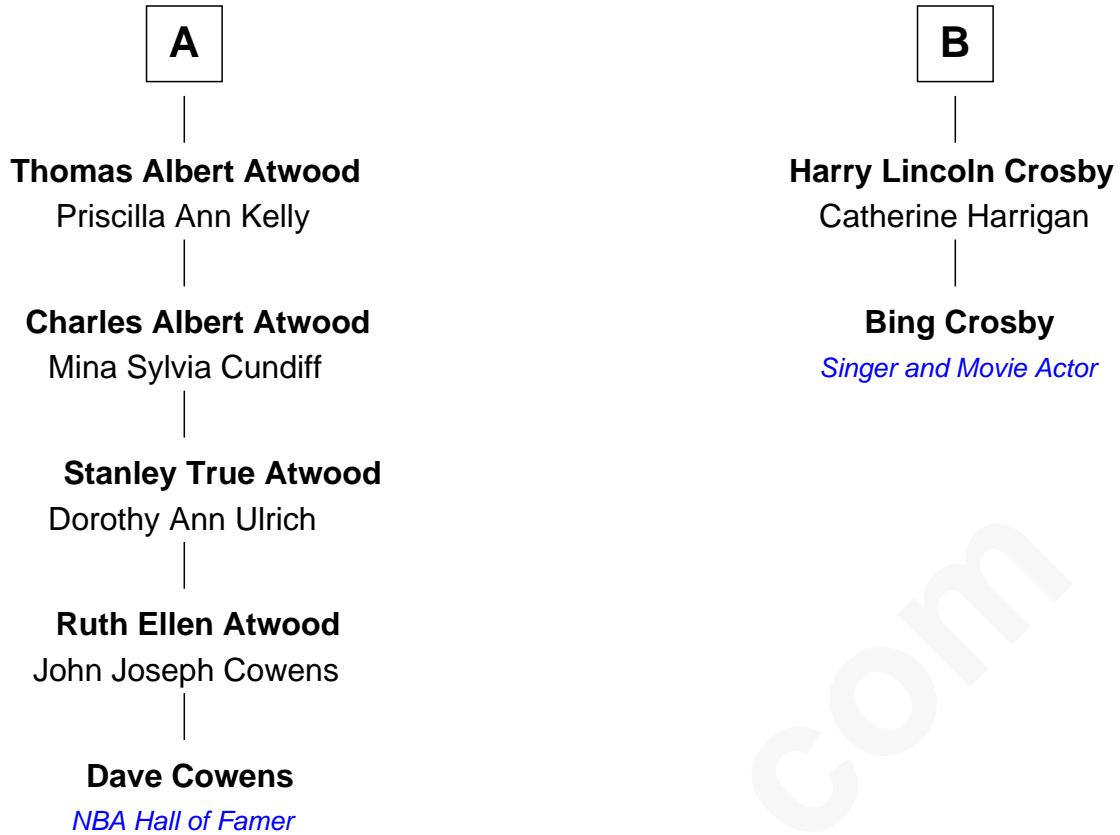 A
Thomas Albert Atwood
Priscilla Ann Kelly
Charles Albert Atwood
Mina Sylvia Cundiff
Stanley True Atwood
Dorothy Ann Ulrich
Ruth Ellen Atwood
John Joseph Cowens
Dave Cowens
NBA Hall of Famer
B
Harry Lincoln Crosby
Catherine Harrigan
Bing Crosby
Singer and Movie Actor
com